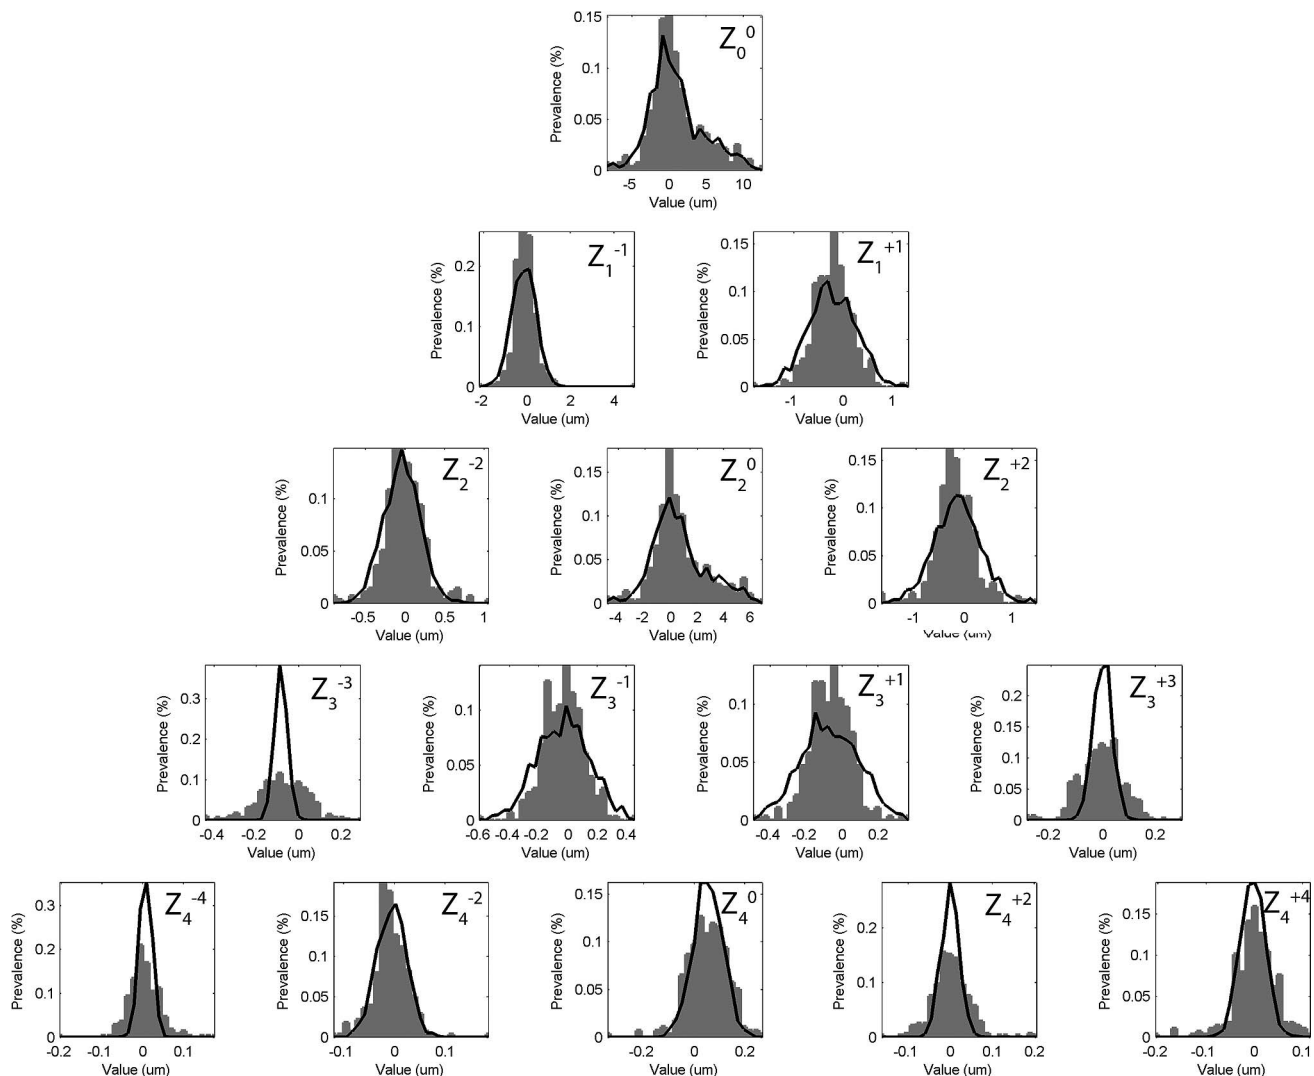 0.15
0.1
0.05
0
Prevalence (%)
Z₀⁰
-5 0 5 10
Value (um)
0.2
0.1
0
Prevalence (%)
Z₁⁻¹
-2 0 2 4
Value (um)
0.15
0.1
0.05
0
Prevalence (%)
Z₁⁺¹
-1 0 1
Value (um)
0.1
0.05
0
Prevalence (%)
Z₂⁻²
-0.5 0 0.5 1
Value (um)
0.15
0.1
0.05
0
Prevalence (%)
Z₂⁰
-4 -2 0 2 4 6
Value (um)
0.15
0.1
0.05
0
Prevalence (%)
Z₂⁺²
-1 0 1
Value (um)
0.3
0.2
0.1
0
Prevalence (%)
Z₃⁻³
-0.4 -0.2 0 0.2
Value (um)
0.1
0.05
0
Prevalence (%)
Z₃⁻¹
-0.6 -0.4 -0.2 0 0.2 0.4
Value (um)
0.1
0.05
0
Prevalence (%)
Z₃⁺¹
-0.4 -0.2 0 0.2
Value (um)
0.2
0.15
0.1
0.05
0
Prevalence (%)
Z₃⁺³
-0.2 0 0.2
Value (um)
0.3
0.2
0.1
0
Prevalence (%)
Z₄⁻⁴
-0.2 -0.1 0 0.1
Value (um)
0.15
0.1
0.05
0
Prevalence (%)
Z₄⁻²
-0.1 0 0.1
Value (um)
0.15
0.1
0.05
0
Prevalence (%)
Z₄⁰
-0.2 0 0.2
Value (um)
0.2
0.1
0
Prevalence (%)
Z₄⁺²
-0.1 0 0.1 0.2
Value (um)
0.15
0.1
0.05
0
Prevalence (%)
Z₄⁺⁴
-0.2 -0.1 0 0.1
Value (um)